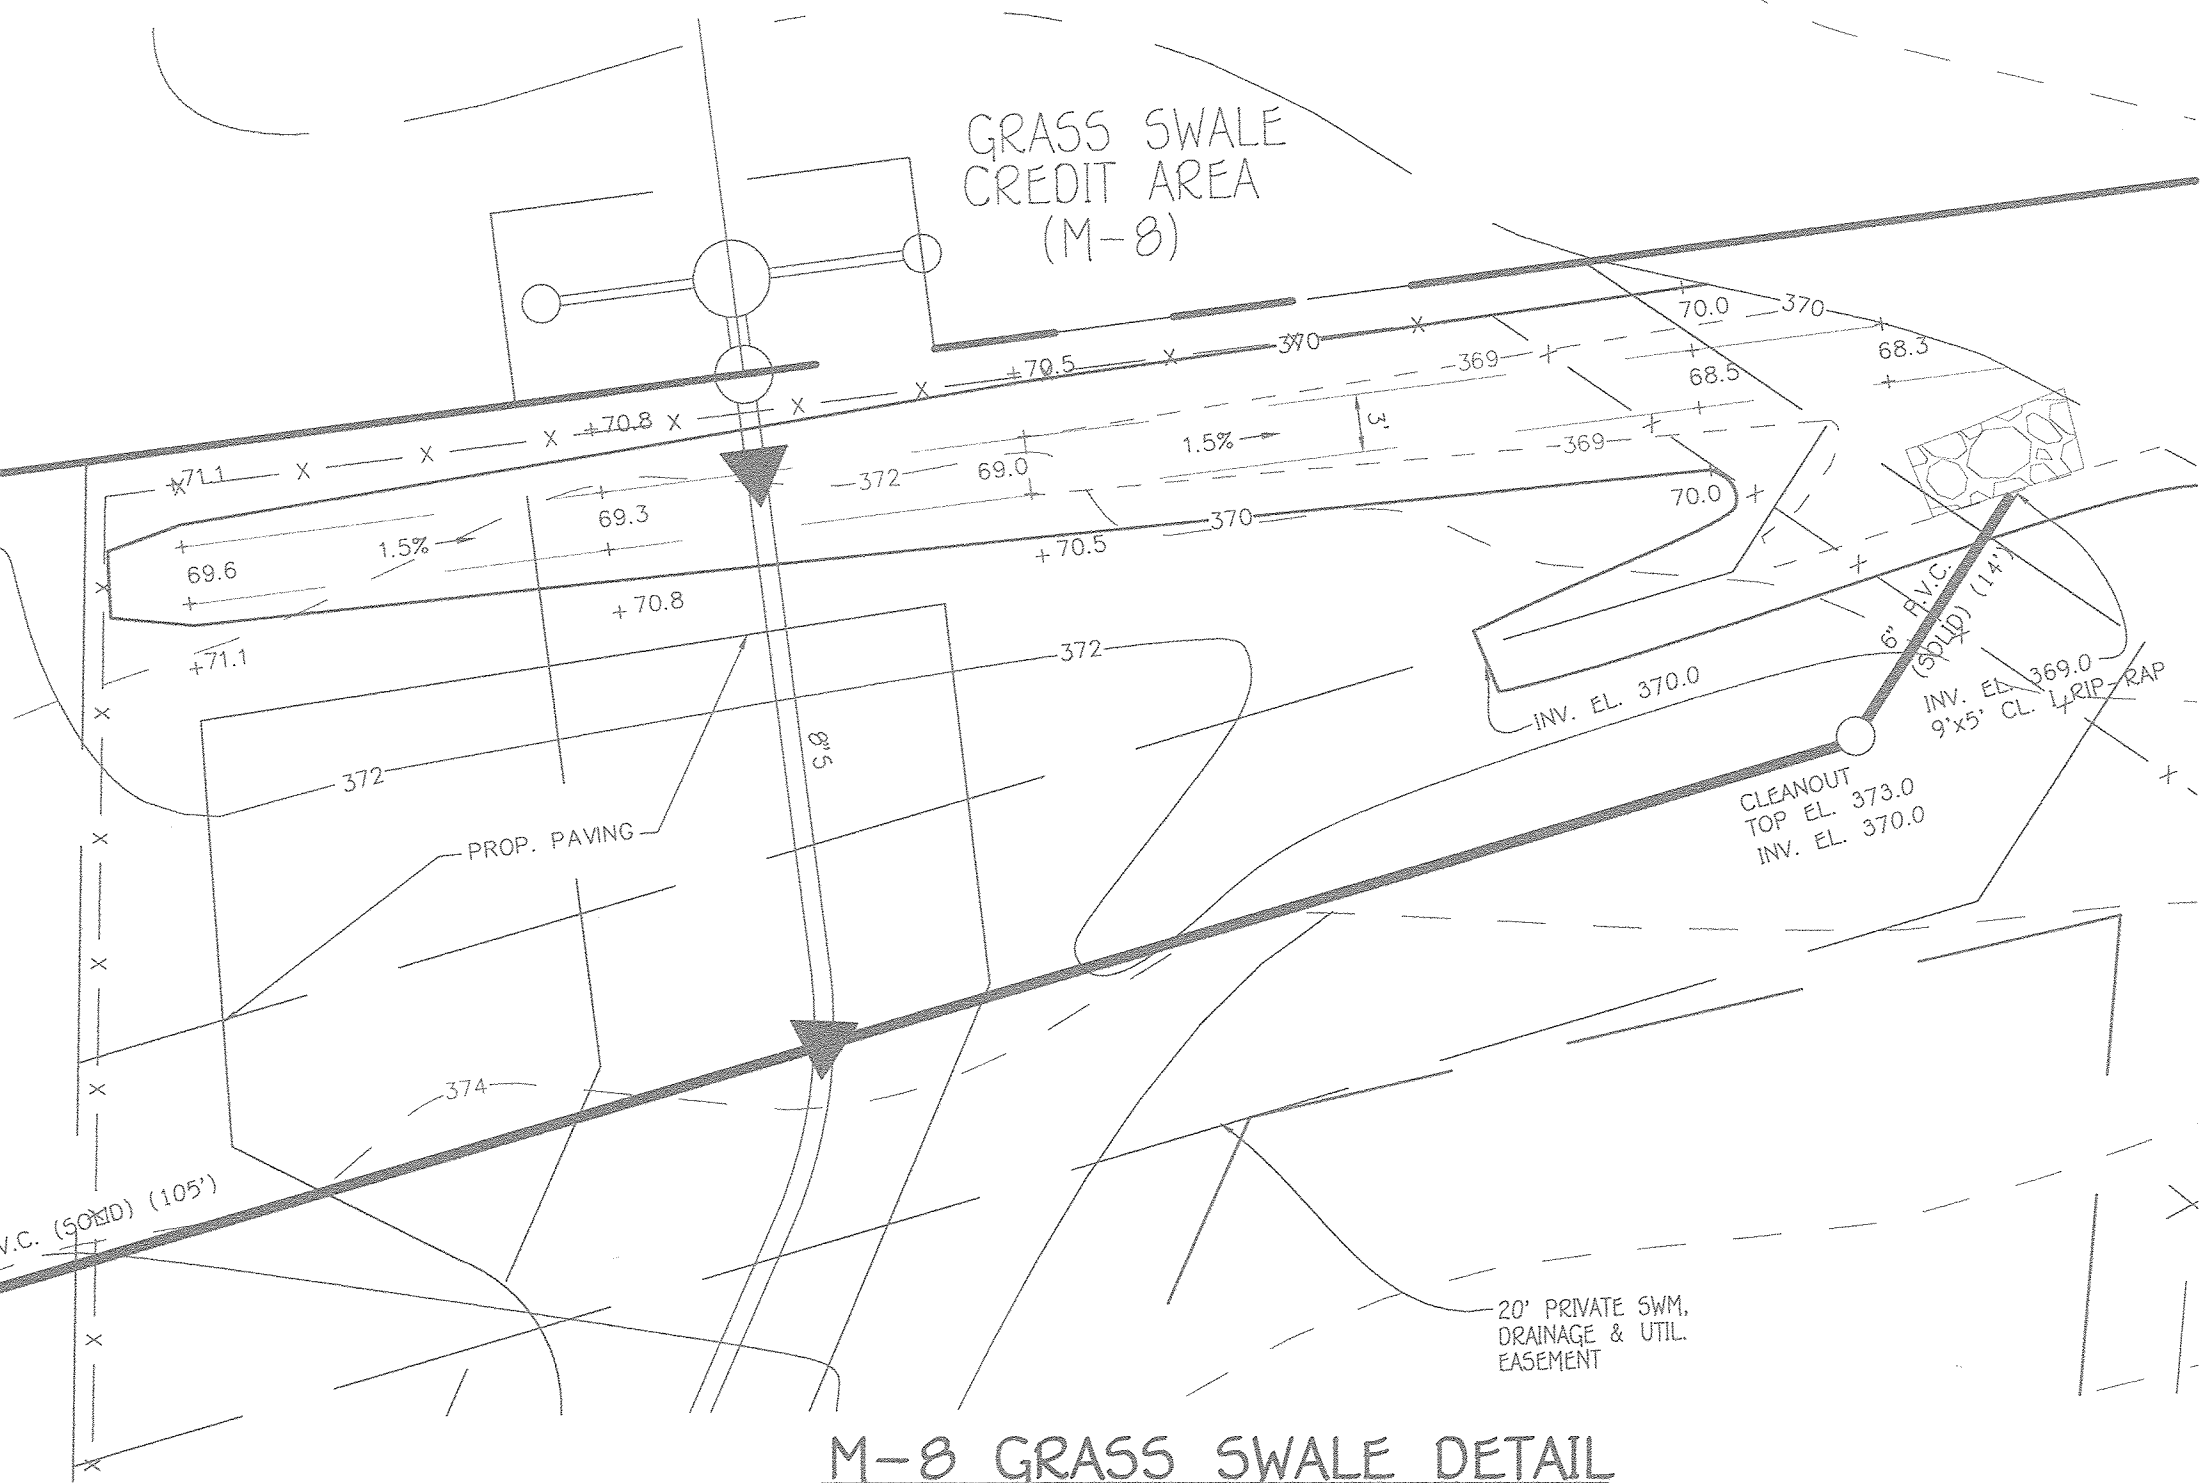 GRASS SWALE
CREDIT AREA
(M-8)
70.0
370
68.3
370
+70.5
369
68.5
+70.8
3'
1.5%
369
+71.1
372
69.0
70.0
69.3
370
1.5%
+70.5
69.6
+70.8
+71.1
6" P.V.C.
(SOLID) (14')
372
INV. EL. 370.0
INV. EL. 369.0
9'x5' CL. 1 RIP-RAP
8"S
372
CLEANOUT
TOP EL. 373.0
INV. EL. 370.0
PROP. PAVING
374
V.C. (SOLID) (105')
20' PRIVATE SWM,
DRAINAGE & UTIL.
EASEMENT
M-8 GRASS SWALE DETAIL